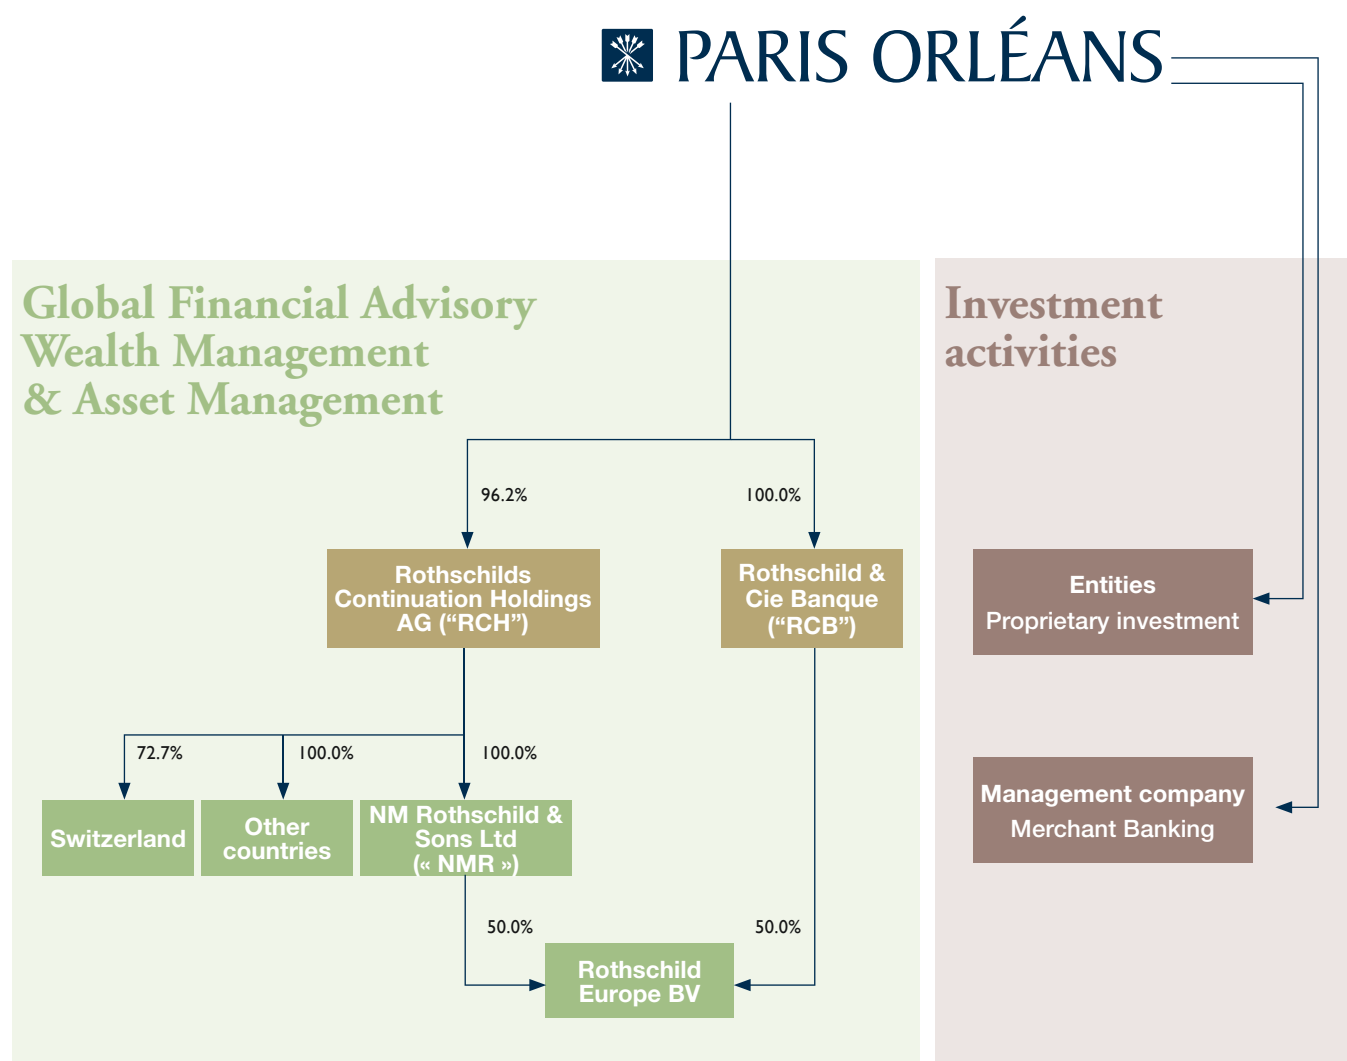 PARIS ORLÉANS
Global Financial Advisory
Wealth Management
& Asset Management
Investment
activities
96.2%
100.0%
Rothschilds
Continuation Holdings
AG (“RCH”)
Rothschild &
Cie Banque
(“RCB”)
Entities
Proprietary investment
72.7%
100.0%
100.0%
Switzerland
Other
countries
NM Rothschild &
Sons Ltd
(« NMR »)
Management company
Merchant Banking
50.0%
50.0%
Rothschild
Europe BV